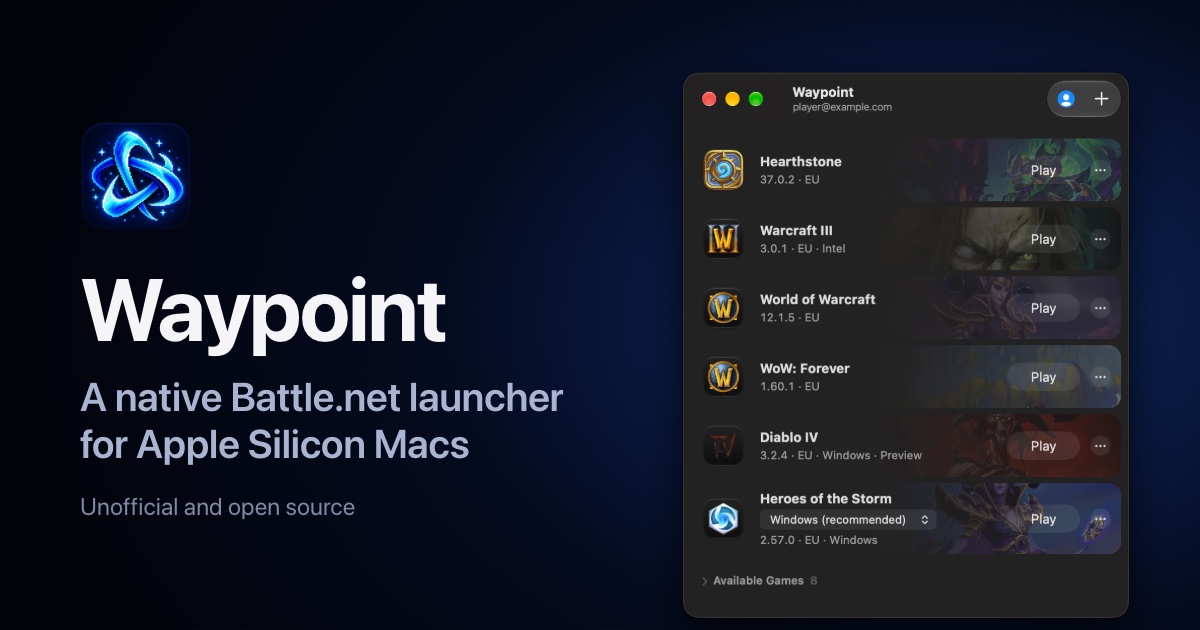 Waypoint
A native Battle.net launcher
for Apple Silicon Macs
Unofficial and open source
Waypoint
player@example.com
Hearthstone
37.0.2 · EU
Play
Warcraft III
3.0.1 · EU · Intel
Play
World of Warcraft
12.1.5 · EU
Play
WoW: Forever
1.60.1 · EU
Play
Diablo IV
3.2.4 · EU · Windows · Preview
Play
Heroes of the Storm
Windows (recommended)
2.57.0 · EU · Windows
Play
Available Games 8